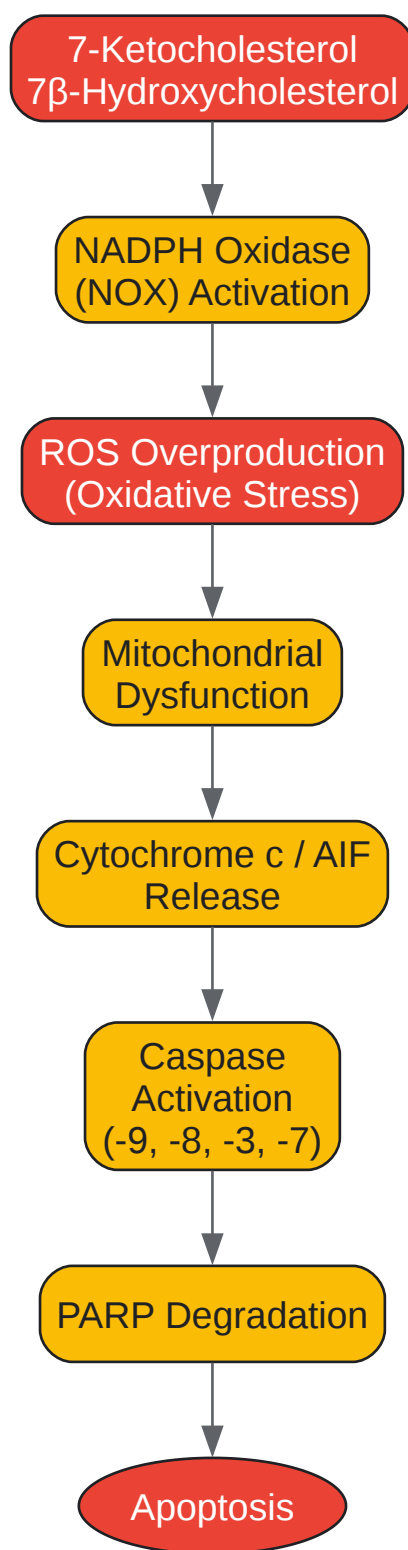 7-Ketocholesterol
7β-Hydroxycholesterol
NADPH Oxidase
(NOX) Activation
ROS Overproduction
(Oxidative Stress)
Mitochondrial
Dysfunction
Cytochrome c / AIF
Release
Caspase
Activation
(-9, -8, -3, -7)
PARP Degradation
Apoptosis